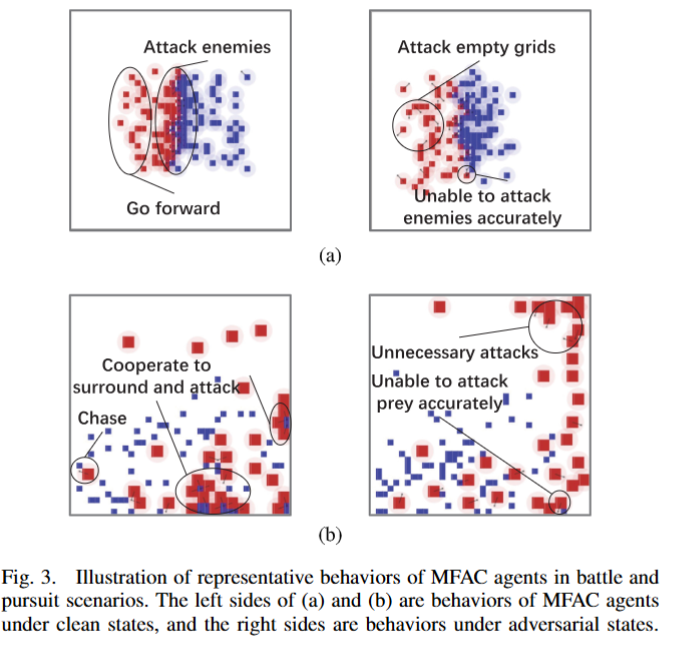 Attack enemies
Go forward
Attack empty grids
Unable to attack
enemies accurately
(a)
Cooperate to
surround and attack
Chase
Unnecessary attacks
Unable to attack
prey accurately
(b)
Fig. 3. Illustration of representative behaviors of MFAC agents in battle and
pursuit scenarios. The left sides of (a) and (b) are behaviors of MFAC agents
under clean states, and the right sides are behaviors under adversarial states.